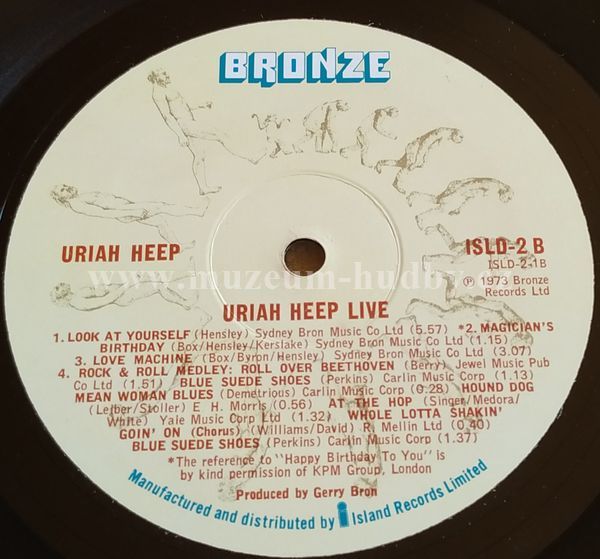 BRONZE
URIAH HEEP
ISLD-2 B
ISLD-2-1B
℗ 1973 Bronze
Records Ltd
www.muzeum-hudby.cz
URIAH HEEP LIVE
1. LOOK AT YOURSELF (Hensley) Sydney Bron Music Co Ltd (5.57) *2. MAGICIAN'S
BIRTHDAY (Box/Hensley/Kerslake) Sydney Bron Music Co Ltd (1.15)
3. LOVE MACHINE (Box/Byron/Hensley) Sydney Bron Music Co Ltd (3.07)
4. ROCK & ROLL MEDLEY: ROLL OVER BEETHOVEN (Berry) Jewel Music Pub
Co Ltd (1.51) BLUE SUEDE SHOES (Perkins) Carlin Music Corp (1.13)
MEAN WOMAN BLUES (Demetrious) Carlin Music Corp (0.25) HOUND DOG
(Leiber/Stoller) E. H. Morris (0.56) AT THE HOP (Singer/Medora/
White) Yale Music Corp Ltd (1.32) WHOLE LOTTA SHAKIN'
GOIN' ON (Chorus) (Williams/David) R. Mellin Ltd (0.40)
BLUE SUEDE SHOES (Perkins) Carlin Music Corp (1.37)
*The reference to "Happy Birthday To You" is
by kind permission of KPM Group, London
Produced by Gerry Bron
Manufactured and distributed by i Island Records Limited